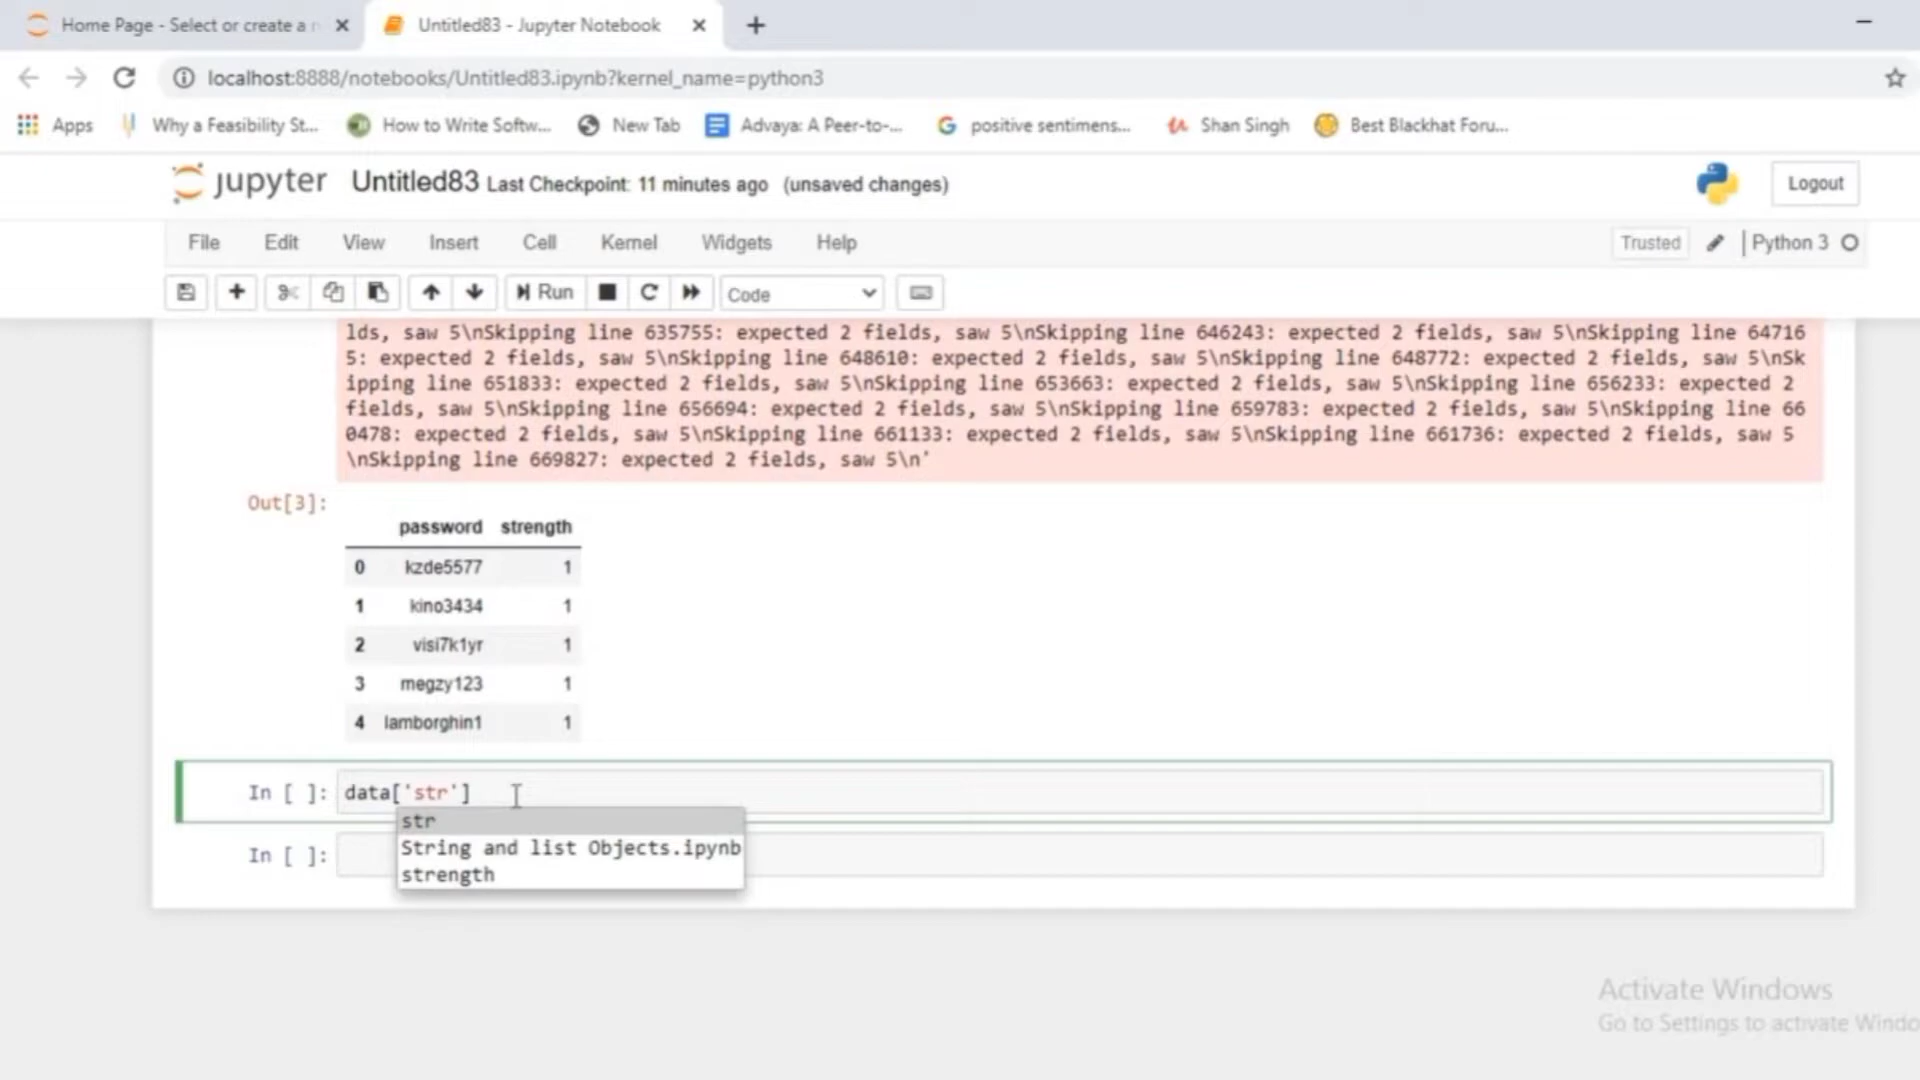 Home Page - Select or create a n
Untitled83 - Jupyter Notebook
localhost:8888/notebooks/Untitled83.ipynb?kernel_name=python3
Apps Why a Feasibility St... How to Write Softw... New Tab Advaya: A Peer-to-... positive sentimens... Shan Singh Best Blackhat Foru...
jupyter Untitled83 Last Checkpoint: 11 minutes ago (unsaved changes) Logout
File Edit View Insert Cell Kernel Widgets Help Trusted Python 3
Run Code
lds, saw 5\nSkipping line 635755: expected 2 fields, saw 5\nSkipping line 646243: expected 2 fields, saw 5\nSkipping line 64716
5: expected 2 fields, saw 5\nSkipping line 648610: expected 2 fields, saw 5\nSkipping line 648772: expected 2 fields, saw 5\nSk
ipping line 651833: expected 2 fields, saw 5\nSkipping line 653663: expected 2 fields, saw 5\nSkipping line 656233: expected 2
fields, saw 5\nSkipping line 656694: expected 2 fields, saw 5\nSkipping line 659783: expected 2 fields, saw 5\nSkipping line 66
0478: expected 2 fields, saw 5\nSkipping line 661133: expected 2 fields, saw 5\nSkipping line 661736: expected 2 fields, saw 5
\nSkipping line 669827: expected 2 fields, saw 5\n'
Out[3]:
password strength
0 kzde5577 1
1 kino3434 1
2 visi7k1yr 1
3 megzy123 1
4 lamborghin1 1
In [ ]: data['str']
str
String and list Objects.ipynb
In [ ]:
strength
Activate Windows
Go to Settings to activate Windo